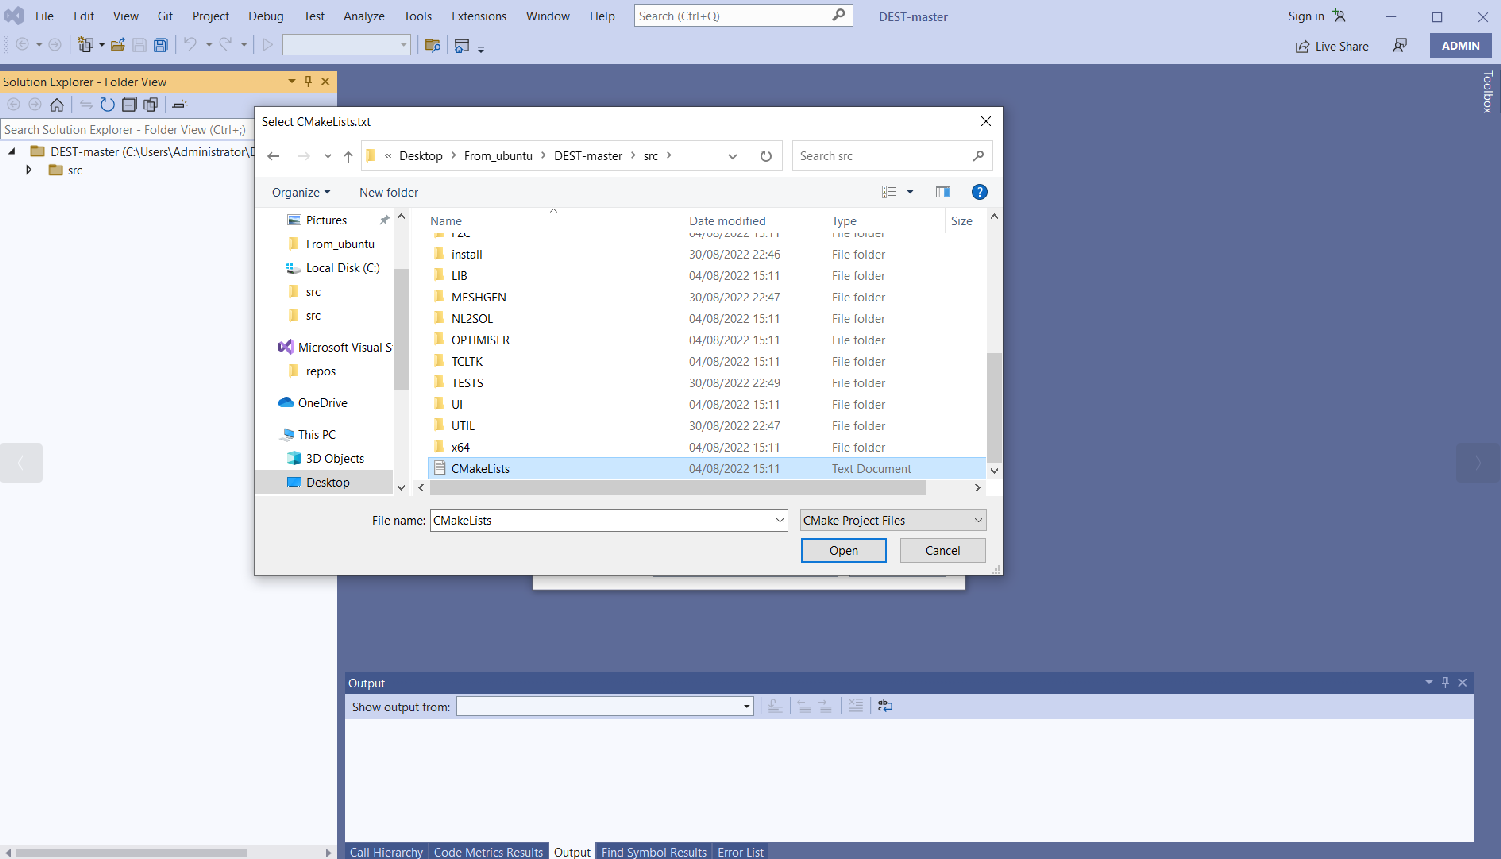 File Edit View Git Project Debug Test Analyze Tools Extensions Window Help Search (Ctrl+Q) DEST-master Sign in
Live Share ADMIN
Toolbox
Solution Explorer - Folder View
Search Solution Explorer - Folder View (Ctrl+;)
DEST-master (C:\Users\Administrator\D
src
Select CMakeLists.txt
« Desktop > From_ubuntu > DEST-master > src > Search src
Organize New folder
Pictures
From_ubuntu
Local Disk (C:)
src
src
Microsoft Visual S
repos
OneDrive
This PC
3D Objects
Desktop
Name Date modified Type Size
04/08/2022 15:11 File folder
install 30/08/2022 22:46 File folder
LIB 04/08/2022 15:11 File folder
MESHGEN 30/08/2022 22:47 File folder
NL2SOL 04/08/2022 15:11 File folder
OPTIMISER 04/08/2022 15:11 File folder
TCLTK 04/08/2022 15:11 File folder
TESTS 30/08/2022 22:49 File folder
UI 04/08/2022 15:11 File folder
UTIL 30/08/2022 22:47 File folder
x64 04/08/2022 15:11 File folder
CMakeLists 04/08/2022 15:11 Text Document
File name: CMakeLists CMake Project Files
Open Cancel
Output
Show output from:
Call Hierarchy Code Metrics Results Output Find Symbol Results Error List